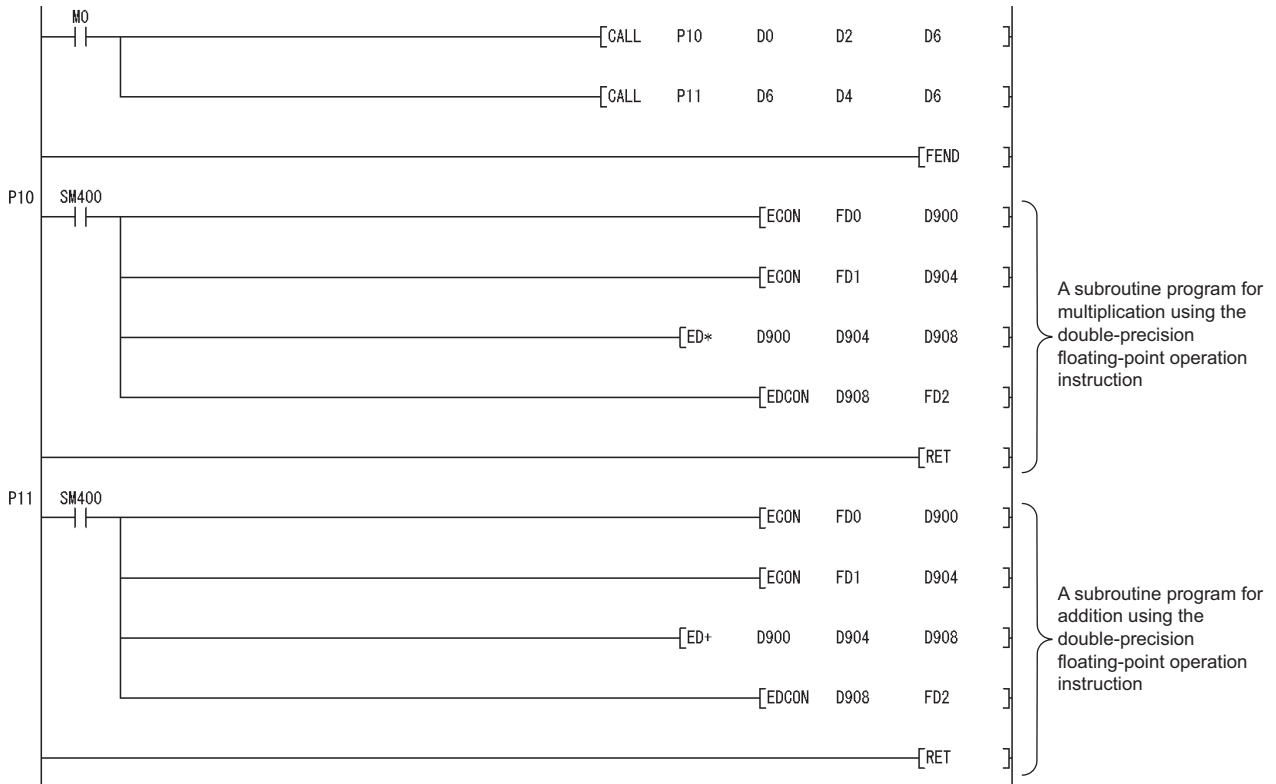 M0
[CALL P10 D0 D2 D6 ]
[CALL P11 D6 D4 D6 ]
[FEND ]
P10 SM400
[ECON FD0 D900 ]
[ECON FD1 D904 ]
[ED* D900 D904 D908 ]
[EDCON D908 FD2 ]
[RET ]
A subroutine program for
multiplication using the
double-precision
floating-point operation
instruction
P11 SM400
[ECON FD0 D900 ]
[ECON FD1 D904 ]
[ED+ D900 D904 D908 ]
[EDCON D908 FD2 ]
[RET ]
A subroutine program for
addition using the
double-precision
floating-point operation
instruction